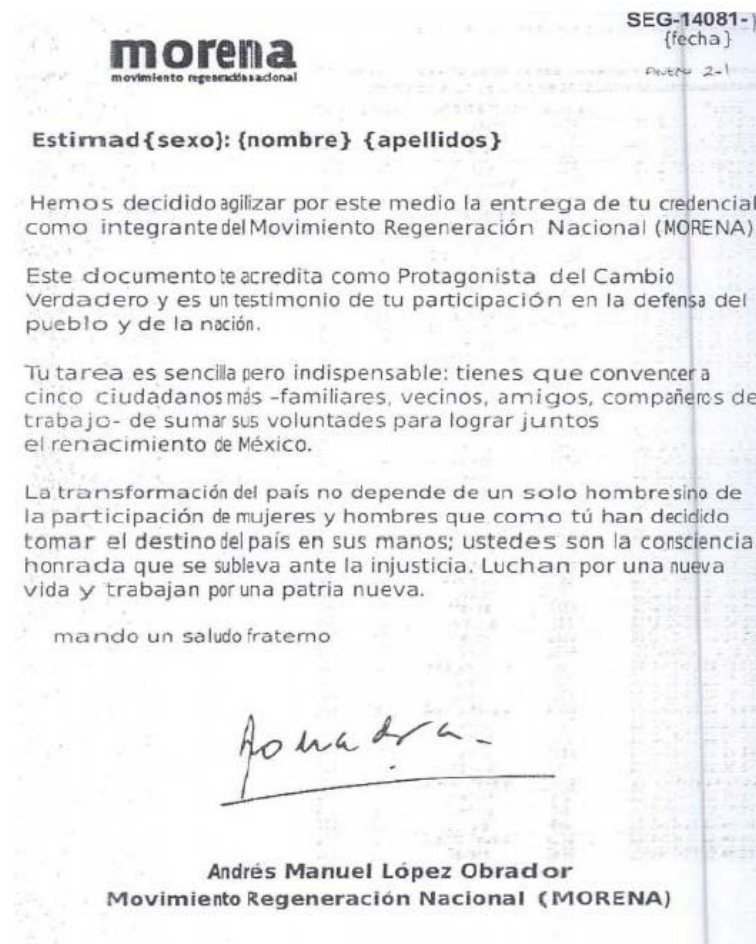 SEG-14081-
{fecha}
morena
movimiento regeneración nacional
Estimad{sexo}: {nombre} {apellidos}
Hemos decidido agilizar por este medio la entrega de tu credencial
como integrante del Movimiento Regeneración Nacional (MORENA)
Este documento te acredita como Protagonista del Cambio
Verdadero y es un testimonio de tu participación en la defensa del
pueblo y de la nación.
Tu tarea es sencilla pero indispensable: tienes que convencer a
cinco ciudadanos más -familiares, vecinos, amigos, compañeros de
trabajo- de sumar sus voluntades para lograr juntos
el renacimiento de México.
La transformación del país no depende de un solo hombre sino de
la participación de mujeres y hombres que como tú han decidido
tomar el destino del país en sus manos; ustedes son la consciencia
honrada que se subleva ante la injusticia. Luchan por una nueva
vida y trabajan por una patria nueva.
mando un saludo fraterno
Andrés Manuel López Obrador
Movimiento Regeneración Nacional (MORENA)